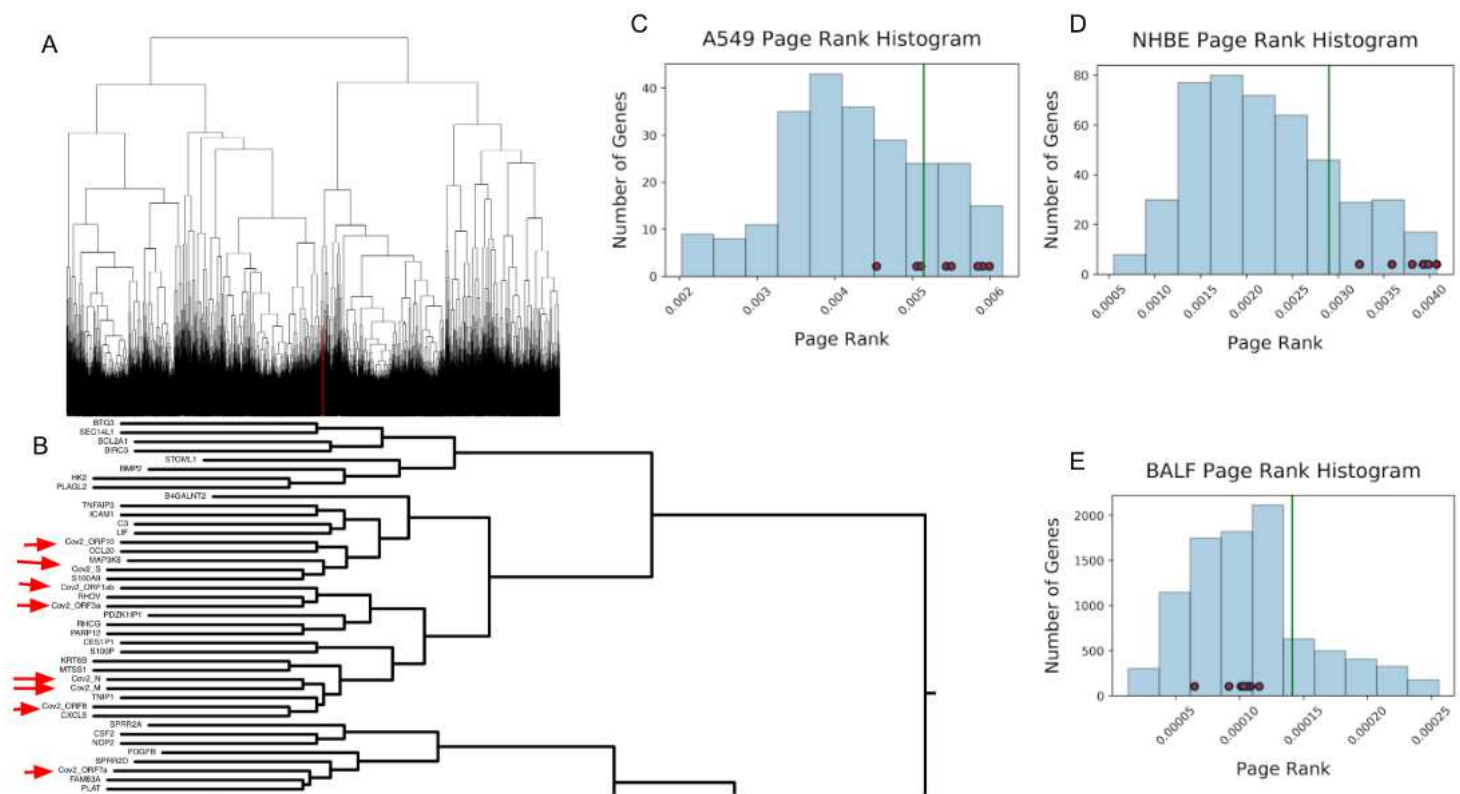 A
B
BTG3
SEC14L1
BCL2A1
BIRC3
STOML1
BMP2
HK2
PLAGL2
B4GALNT2
TNFAIP3
ICAM1
C3
LIF
Cov2_ORF10
CCL20
MAP3K8
Cov2_S
S100A9
Cov2_ORF1ab
RHOV
Cov2_ORF3a
PDZK1IP1
RHCG
PARP12
CES1P1
S100P
KRT6B
MTSS1
Cov2_N
Cov2_M
TNIP1
Cov2_ORF8
CXCL5
SPRR2A
CSF2
NOP2
PDGFB
SPRR2D
Cov2_ORF7a
FAM83A
PLAT
C
A549 Page Rank Histogram
Number of Genes
40
30
20
10
0
0.002
0.003
0.004
0.005
0.006
Page Rank
D
NHBE Page Rank Histogram
Number of Genes
80
60
40
20
0
0.0005
0.0010
0.0015
0.0020
0.0025
0.0030
0.0035
0.0040
Page Rank
E
BALF Page Rank Histogram
Number of Genes
2000
1500
1000
500
0
0.00005
0.00010
0.00015
0.00020
0.00025
Page Rank